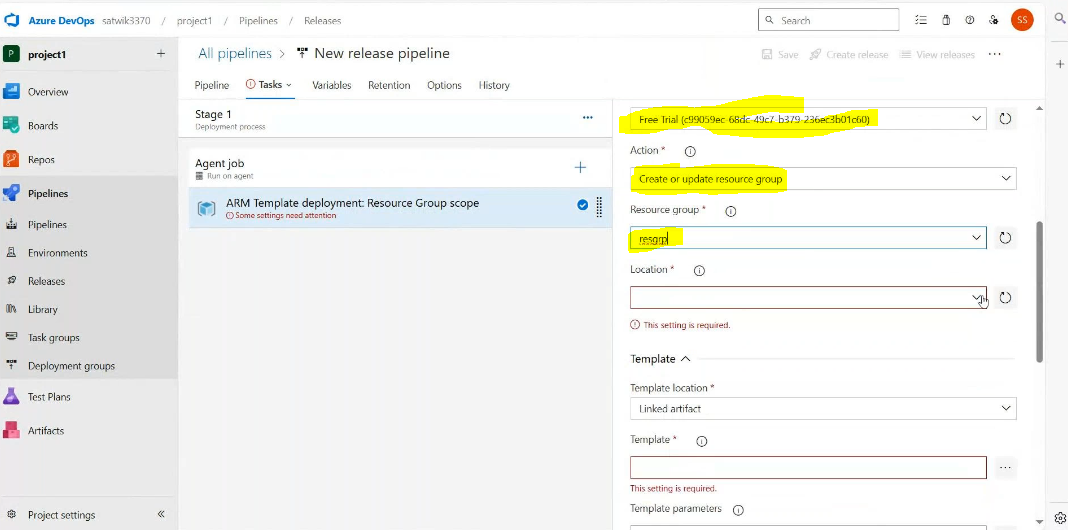 Azure DevOps satwik3370 / project1 / Pipelines / Releases Search SS
P project1 +
All pipelines > New release pipeline Save Create release View releases ...
Pipeline Tasks Variables Retention Options History
Overview
Boards
Repos
Pipelines
Pipelines
Environments
Releases
Library
Task groups
Deployment groups
Test Plans
Artifacts
Project settings «
Stage 1 ...
Deployment process
Agent job +
Run on agent
ARM Template deployment: Resource Group scope
Some settings need attention
Free Trial (c99059ec-68dc-49c7-b379-236ec3b01c60)
Action *
Create or update resource group
Resource group *
resgrp
Location *
This setting is required.
Template
Template location *
Linked artifact
Template *
...
This setting is required.
Template parameters